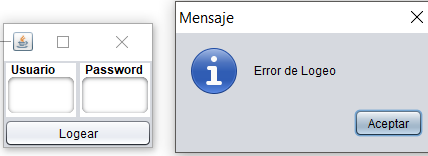 Usuario Password
Logear
Mensaje
Error de Logeo
Aceptar